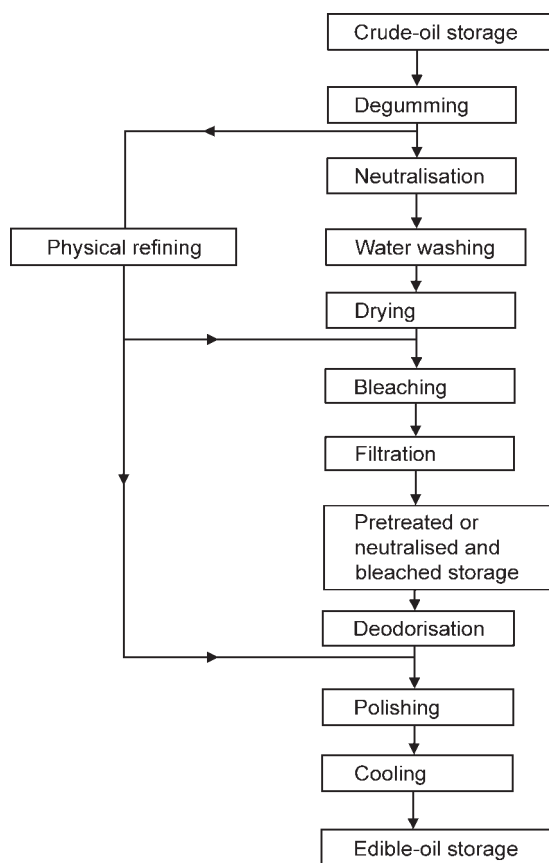 Crude-oil storage
Degumming
Neutralisation
Physical refining
Water washing
Drying
Bleaching
Filtration
Pretreated or
neutralised and
bleached storage
Deodorisation
Polishing
Cooling
Edible-oil storage